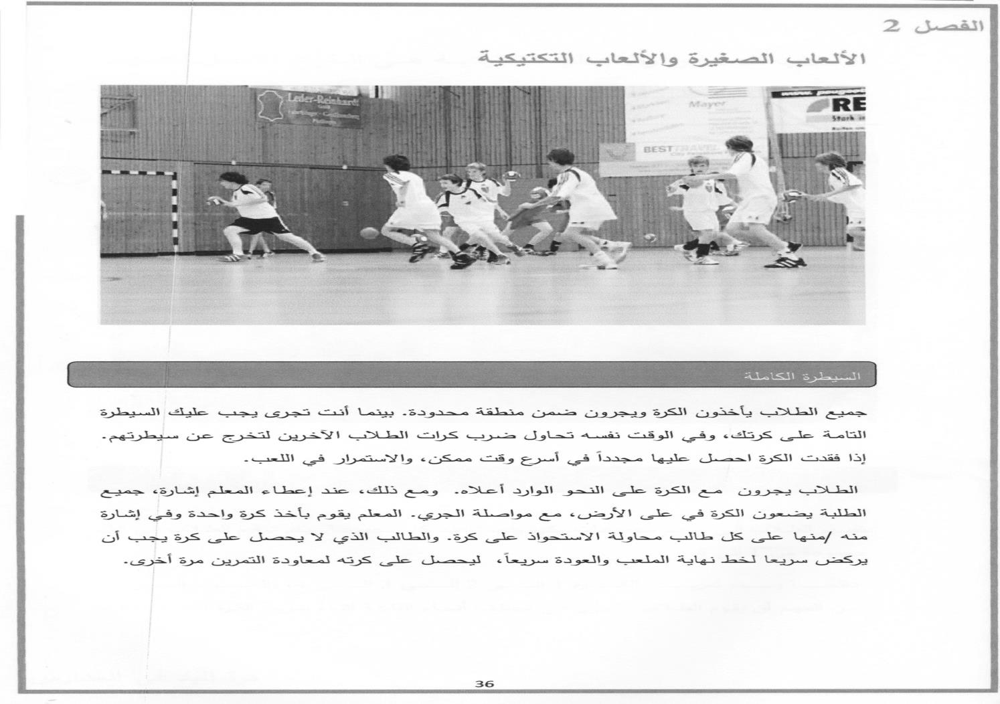 الفصل 2
الألعاب الصغيرة والألعاب التكتيكية
Leder-Reinhardt
Mayer
BESTTRAVEL
RE
Stark in
السيطرة الكاملة
جميع الطلاب يأخذون الكرة ويجرون ضمن منطقة محدودة. بينما أنت تجرى يجب عليك السيطرة
التامة على كرتك، وفي الوقت نفسه تحاول ضرب كرات الطلاب الآخرين لتخرج عن سيطرتهم.
إذا فقدت الكرة احصل عليها مجدداً في أسرع وقت ممكن، والاستمرار في اللعب.
الطلاب يجرون مع الكرة على النحو الوارد أعلاه. ومع ذلك، عند إعطاء المعلم إشارة، جميع
الطلبة يضعون الكرة في على الأرض، مع مواصلة الجري. المعلم يقوم بأخذ كرة واحدة وفي إشارة
منه /منها على كل طالب محاولة الاستحواذ على كرة. والطالب الذي لا يحصل على كرة يجب أن
يركض سريعا لخط نهاية الملعب والعودة سريعاً، ليحصل على كرته لمعاودة التمرين مرة أخرى.
36